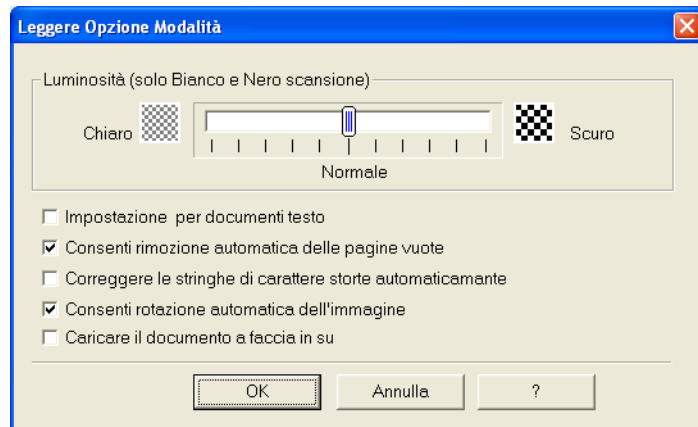 Leggere Opzione Modalità
Luminosità (solo Bianco e Nero scansione)
Chiaro Scuro
Normale
Impostazione per documenti testo
Consenti rimozione automatica delle pagine vuote
Correggere le stringhe di carattere storte automaticamante
Consenti rotazione automatica dell'immagine
Caricare il documento a faccia in su
OK Annulla ?